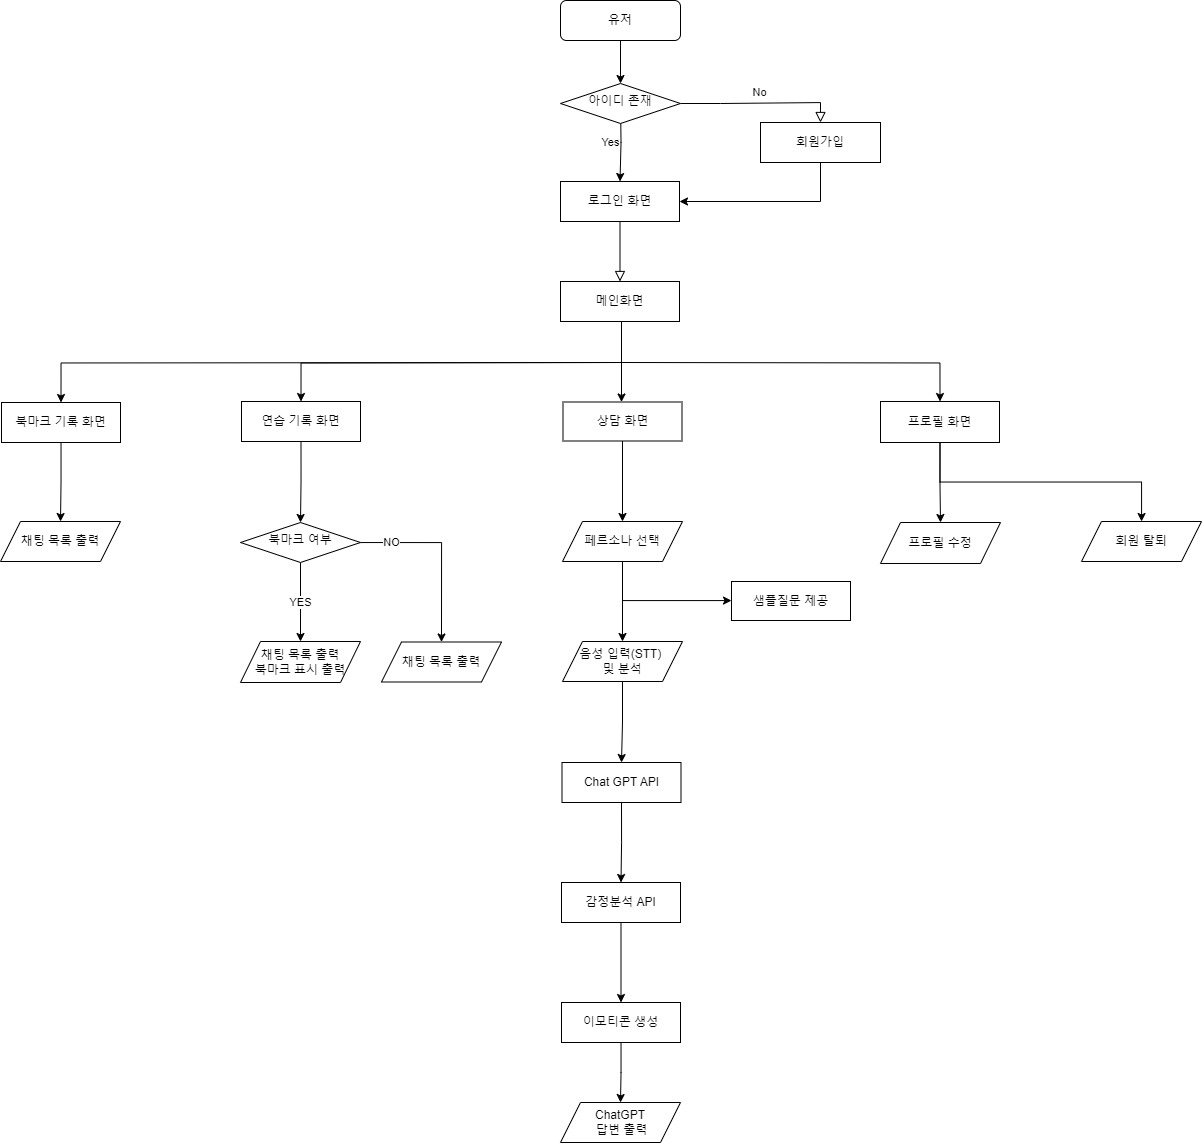 유저
아이디 존재
No
Yes
회원가입
로그인 화면
메인화면
북마크 기록 화면
연습 기록 화면
상담 화면
프로필 화면
채팅 목록 출력
북마크 여부
NO
페르소나 선택
프로필 수정
회원 탈퇴
YES
샘플질문 제공
채팅 목록 출력
북마크 표시 출력
채팅 목록 출력
음성 입력(STT)
및 분석
Chat GPT API
감정분석 API
이모티콘 생성
ChatGPT
답변 출력